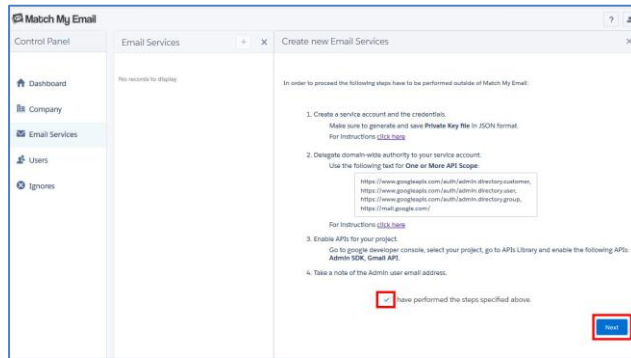 Match My Email
?
Control Panel
Email Services
+
x
Create new Email Services
x
Dashboard
Company
Email Services
Users
Ignores
No records to display
In order to proceed the following steps have to be performed outside of Match My Email:
1. Create a service account and the credentials.
Make sure to generate and save Private Key file in JSON format.
For instructions click here
2. Delegate domain-wide authority to your service account.
Use the following text for One or More API Scope:
https://www.googleapis.com/auth/admin.directory.customer,
https://www.googleapis.com/auth/admin.directory.user,
https://www.googleapis.com/auth/admin.directory.group,
https://mail.google.com/
For instructions click here
3. Enable APIs for your project.
Go to google developer console, select your project, go to APIs Library and enable the following APIs:
Admin SDK, Gmail API.
4. Take a note of the Admin user email address.
have performed the steps specified above.
Next